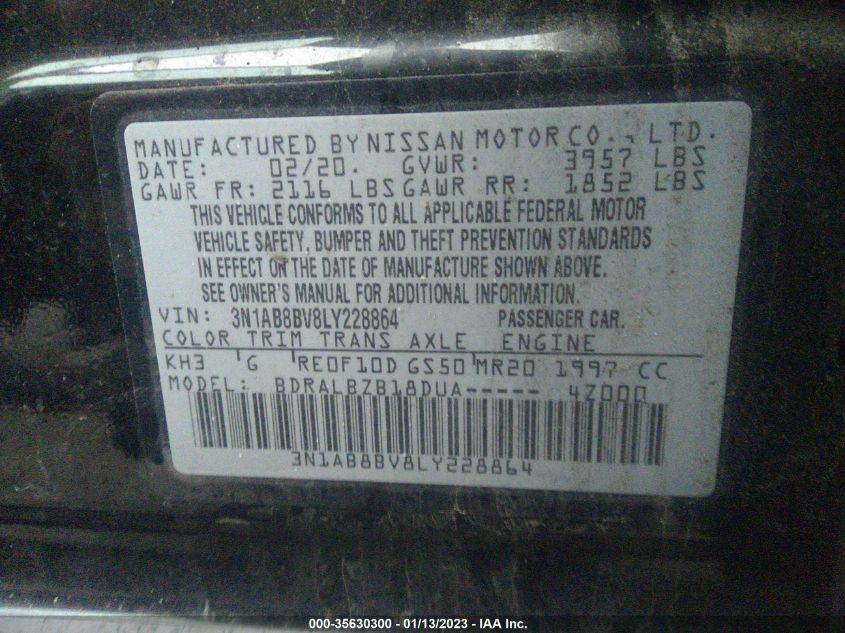 MANUFACTURED BY NISSAN MOTOR CO., LTD.
DATE: 02/20. GVWR: 3957 LBS
GAWR FR: 2116 LBS GAWR RR: 1852 LBS
THIS VEHICLE CONFORMS TO ALL APPLICABLE FEDERAL MOTOR
VEHICLE SAFETY, BUMPER AND THEFT PREVENTION STANDARDS
IN EFFECT ON THE DATE OF MANUFACTURE SHOWN ABOVE.
SEE OWNER'S MANUAL FOR ADDITIONAL INFORMATION.
VIN: 3N1AB8BV8LY228864 PASSENGER CAR.
COLOR TRIM TRANS AXLE ENGINE
KH3 'G 'RE0F10D GS50 MR20 1997 CC
MODEL: BDRALBZB18DUA----- 4Z000
3N1AB8BV8LY228864
000-35630300 - 01/13/2023 - IAA Inc.